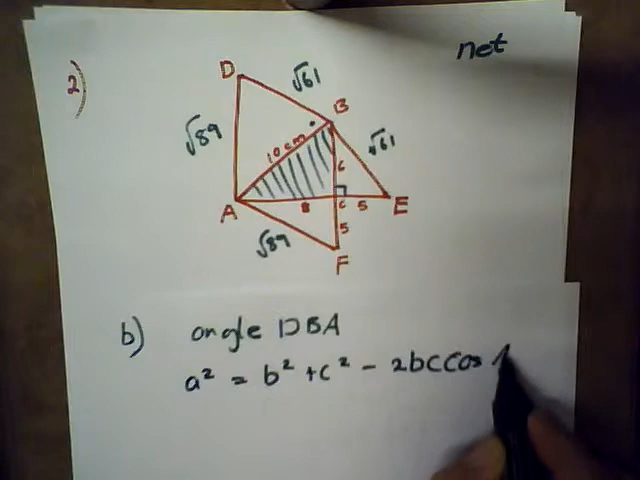 net
2)
D
√61
B
√89
10cm
√61
6
A
8
C
5
E
5
√89
F
b) angle DBA
a² = b² + c² - 2bc cos